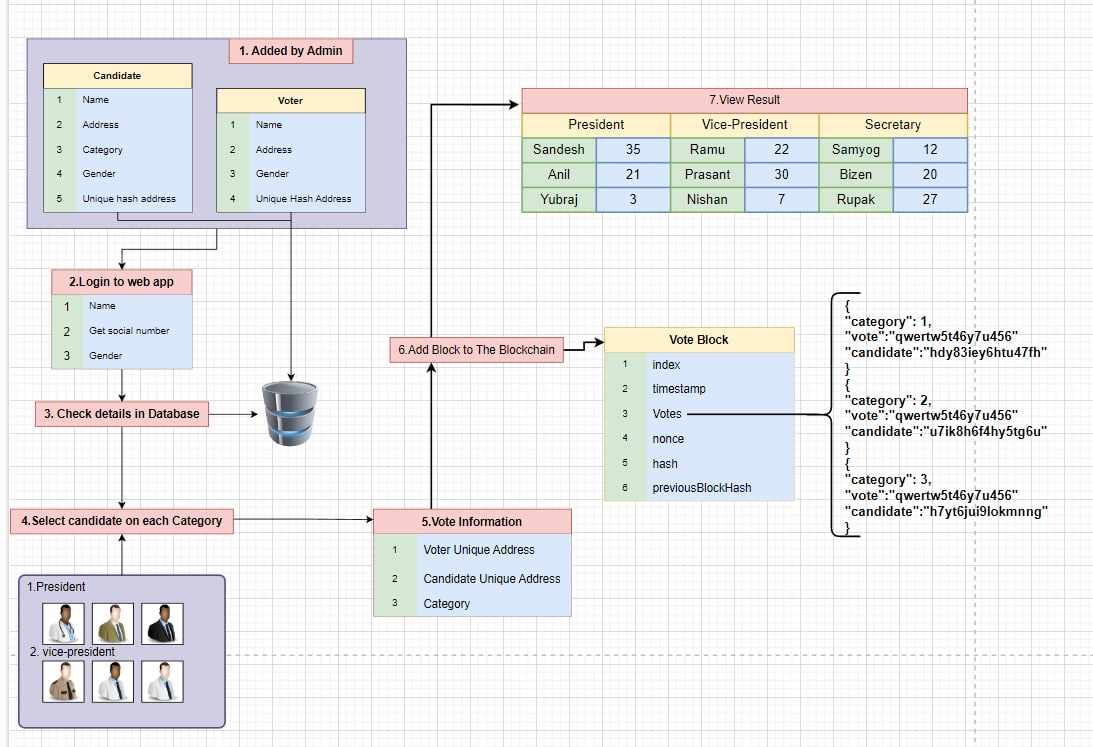 1. Added by Admin
Candidate
1 Name
2 Address
3 Category
4 Gender
5 Unique hash address
Voter
1 Name
2 Address
3 Gender
4 Unique Hash Address
2.Login to web app
1 Name
2 Get social number
3 Gender
3. Check details in Database
4.Select candidate on each Category
1.President
2. vice-president
5.Vote Information
1 Voter Unique Address
2 Candidate Unique Address
3 Category
6.Add Block to The Blockchain
Vote Block
1 index
2 timestamp
3 Votes
4 nonce
5 hash
6 previousBlockHash
{
"category": 1,
"vote":"qwertw5t46y7u456"
"candidate":"hdy83iey6htu47fh"
}
{
"category": 2,
"vote":"qwertw5t46y7u456"
"candidate":"u7ik8h6f4hy5tg6u"
}
{
"category": 3,
"vote":"qwertw5t46y7u456"
"candidate":"h7yt6jui9lokmnng"
}
7.View Result
President Vice-President Secretary
Sandesh 35 Ramu 22 Samyog 12
Anil 21 Prasant 30 Bizen 20
Yubraj 3 Nishan 7 Rupak 27